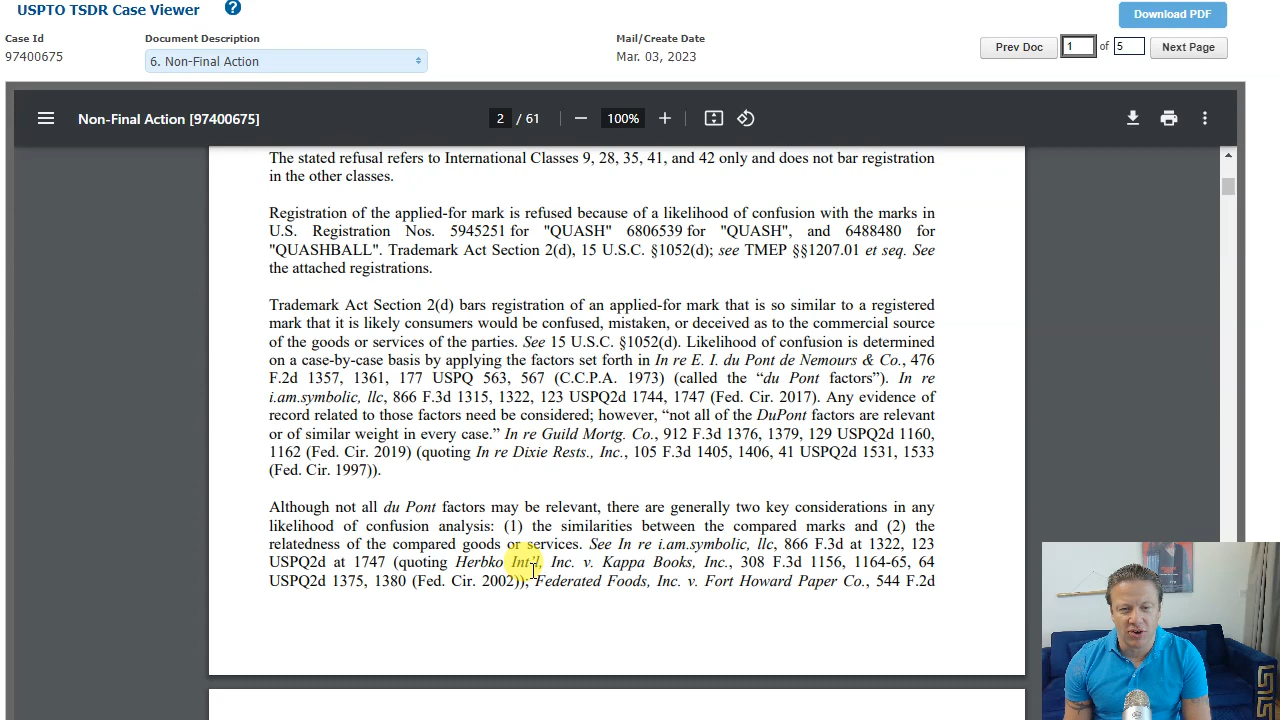 USPTO TSDR Case Viewer ?
Download PDF
Case Id Document Description Mail/Create Date
97400675 6. Non-Final Action Mar. 03, 2023 Prev Doc 1 of 5 Next Page
Non-Final Action [97400675] 2 / 61 — 100% +
The stated refusal refers to International Classes 9, 28, 35, 41, and 42 only and does not bar registration
in the other classes.
Registration of the applied-for mark is refused because of a likelihood of confusion with the marks in
U.S. Registration Nos. 5945251 for "QUASH" 6806539 for "QUASH", and 6488480 for
"QUASHBALL". Trademark Act Section 2(d), 15 U.S.C. §1052(d); see TMEP §§1207.01 et seq. See
the attached registrations.
Trademark Act Section 2(d) bars registration of an applied-for mark that is so similar to a registered
mark that it is likely consumers would be confused, mistaken, or deceived as to the commercial source
of the goods or services of the parties. See 15 U.S.C. §1052(d). Likelihood of confusion is determined
on a case-by-case basis by applying the factors set forth in In re E. I. du Pont de Nemours & Co., 476
F.2d 1357, 1361, 177 USPQ 563, 567 (C.C.P.A. 1973) (called the “du Pont factors”). In re
i.am.symbolic, llc, 866 F.3d 1315, 1322, 123 USPQ2d 1744, 1747 (Fed. Cir. 2017). Any evidence of
record related to those factors need be considered; however, “not all of the DuPont factors are relevant
or of similar weight in every case.” In re Guild Mortg. Co., 912 F.3d 1376, 1379, 129 USPQ2d 1160,
1162 (Fed. Cir. 2019) (quoting In re Dixie Rests., Inc., 105 F.3d 1405, 1406, 41 USPQ2d 1531, 1533
(Fed. Cir. 1997)).
Although not all du Pont factors may be relevant, there are generally two key considerations in any
likelihood of confusion analysis: (1) the similarities between the compared marks and (2) the
relatedness of the compared goods or services. See In re i.am.symbolic, llc, 866 F.3d at 1322, 123
USPQ2d at 1747 (quoting Herbko Int’l, Inc. v. Kappa Books, Inc., 308 F.3d 1156, 1164-65, 64
USPQ2d 1375, 1380 (Fed. Cir. 2002)); Federated Foods, Inc. v. Fort Howard Paper Co., 544 F.2d